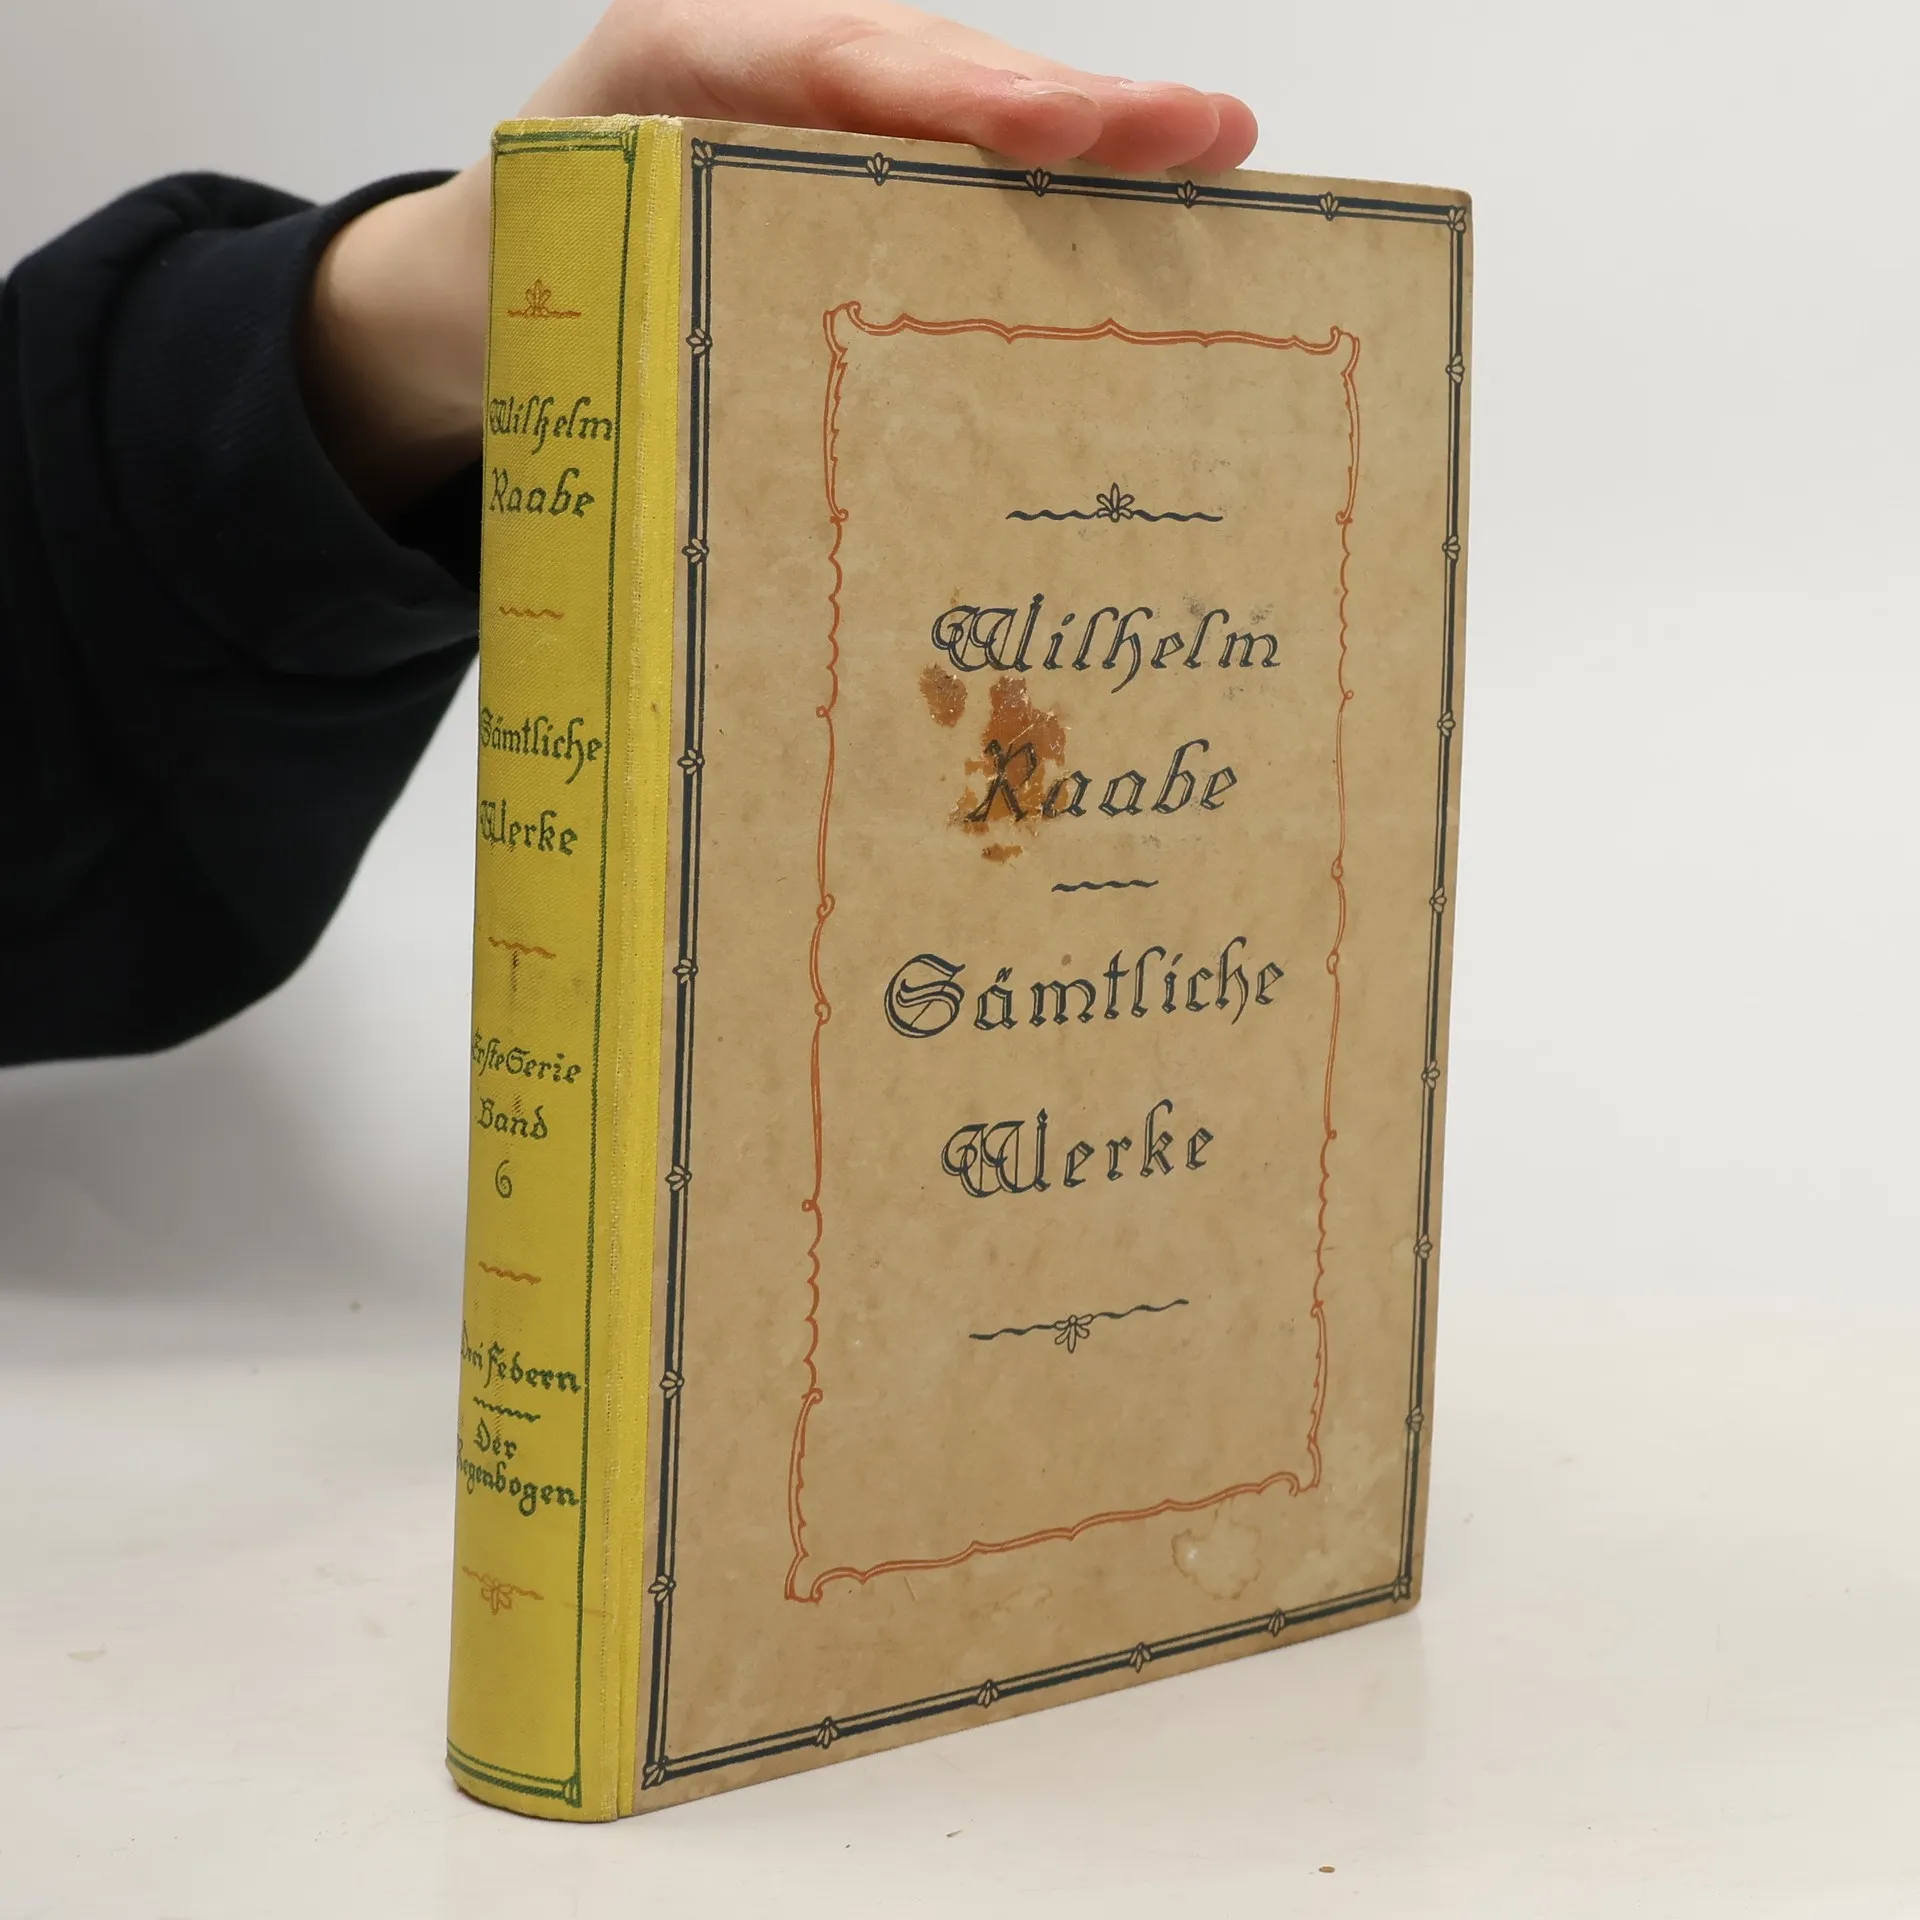 Wilhelm
Raabe
Sämtliche
Werke
Erste Serie
Band
6
Drei Federn
Der
Regenbogen
Wilhelm
Raabe
Sämtliche
Werke